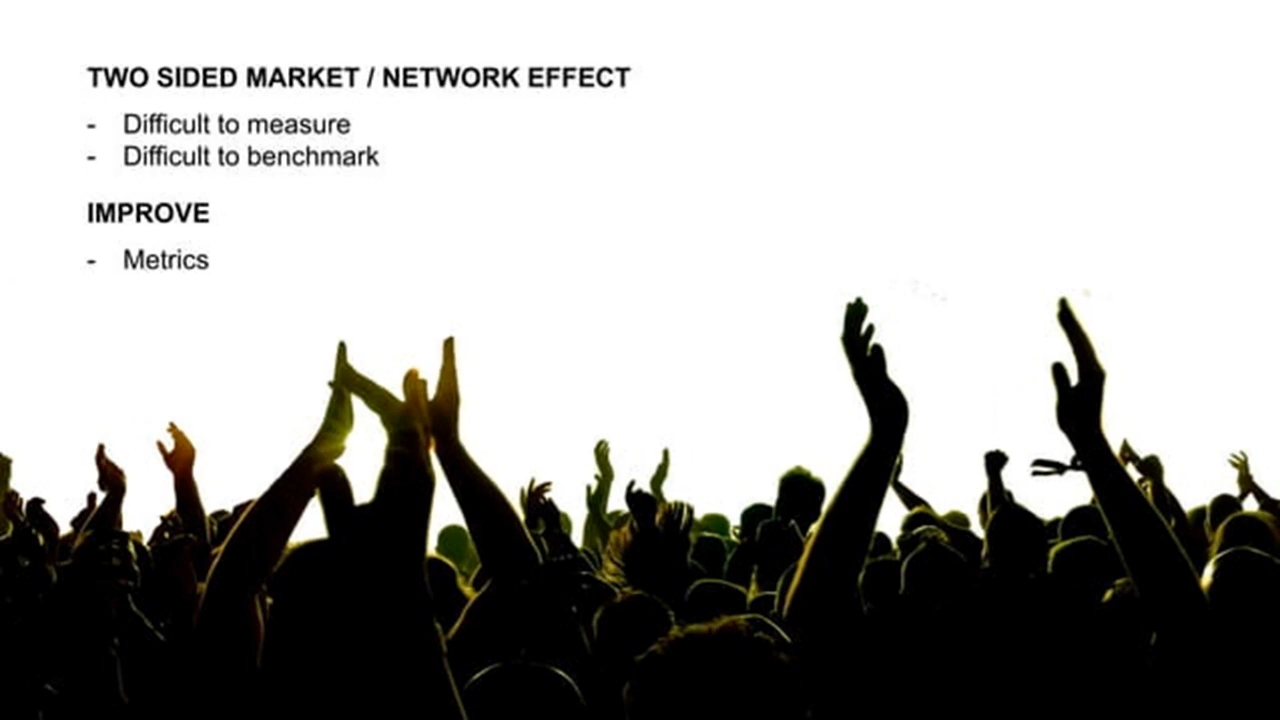 TWO SIDED MARKET / NETWORK EFFECT
- Difficult to measure
- Difficult to benchmark
IMPROVE
- Metrics